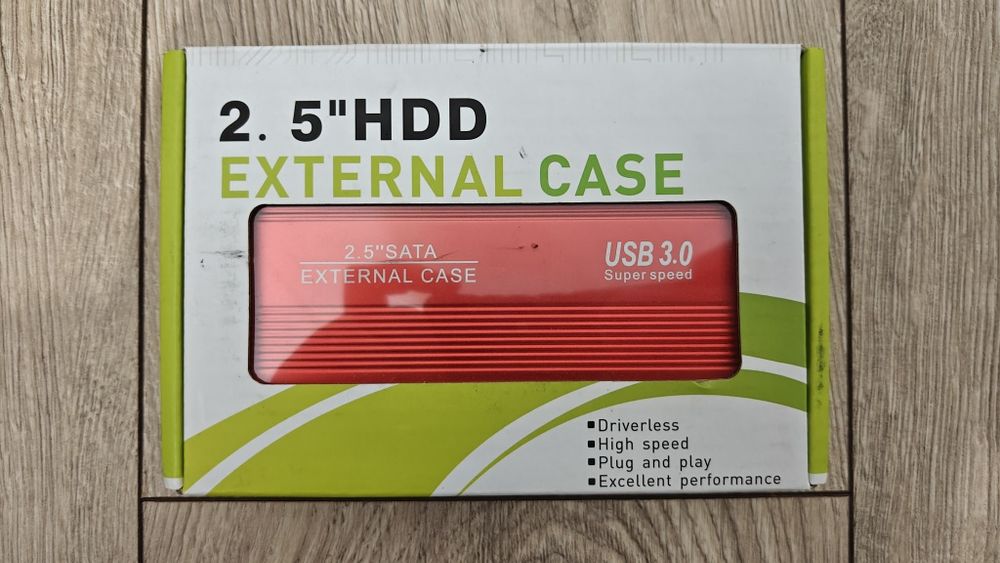 2. 5"HDD
EXTERNAL CASE
2.5"SATA
EXTERNAL CASE
USB 3.0
Super speed
▪Driverless
▪High speed
▪Plug and play
▪Excellent performance